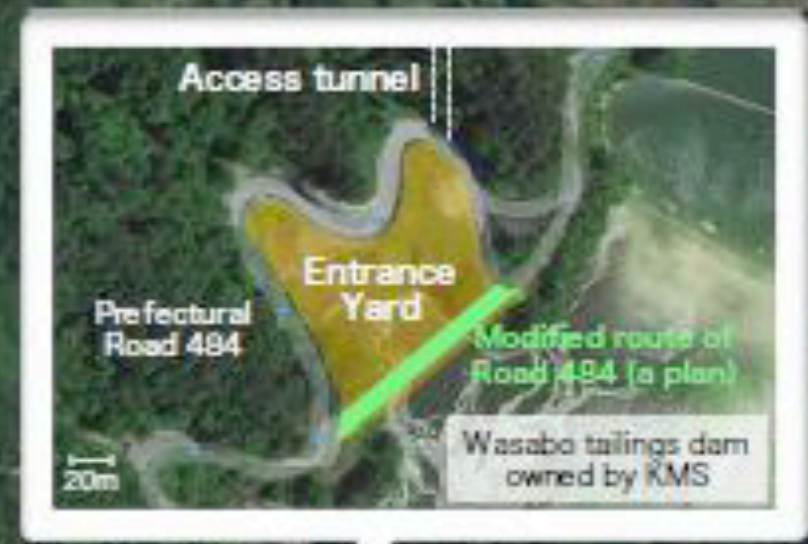 Access tunnel
Entrance
Yard
Prefectural
Road 484
Modified route of
Road 484 (a plan)
20m
Wasabo tailings dam
owned by KMS